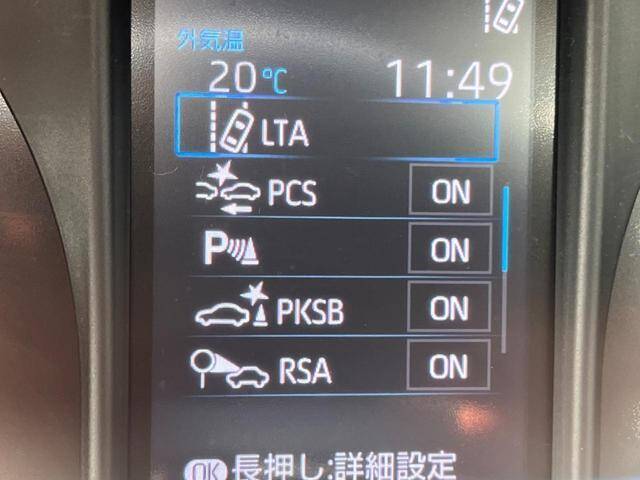 外気温
20℃ 11:49
LTA
PCS ON
P ON
PKSB ON
RSA ON
OK 長押し:詳細設定